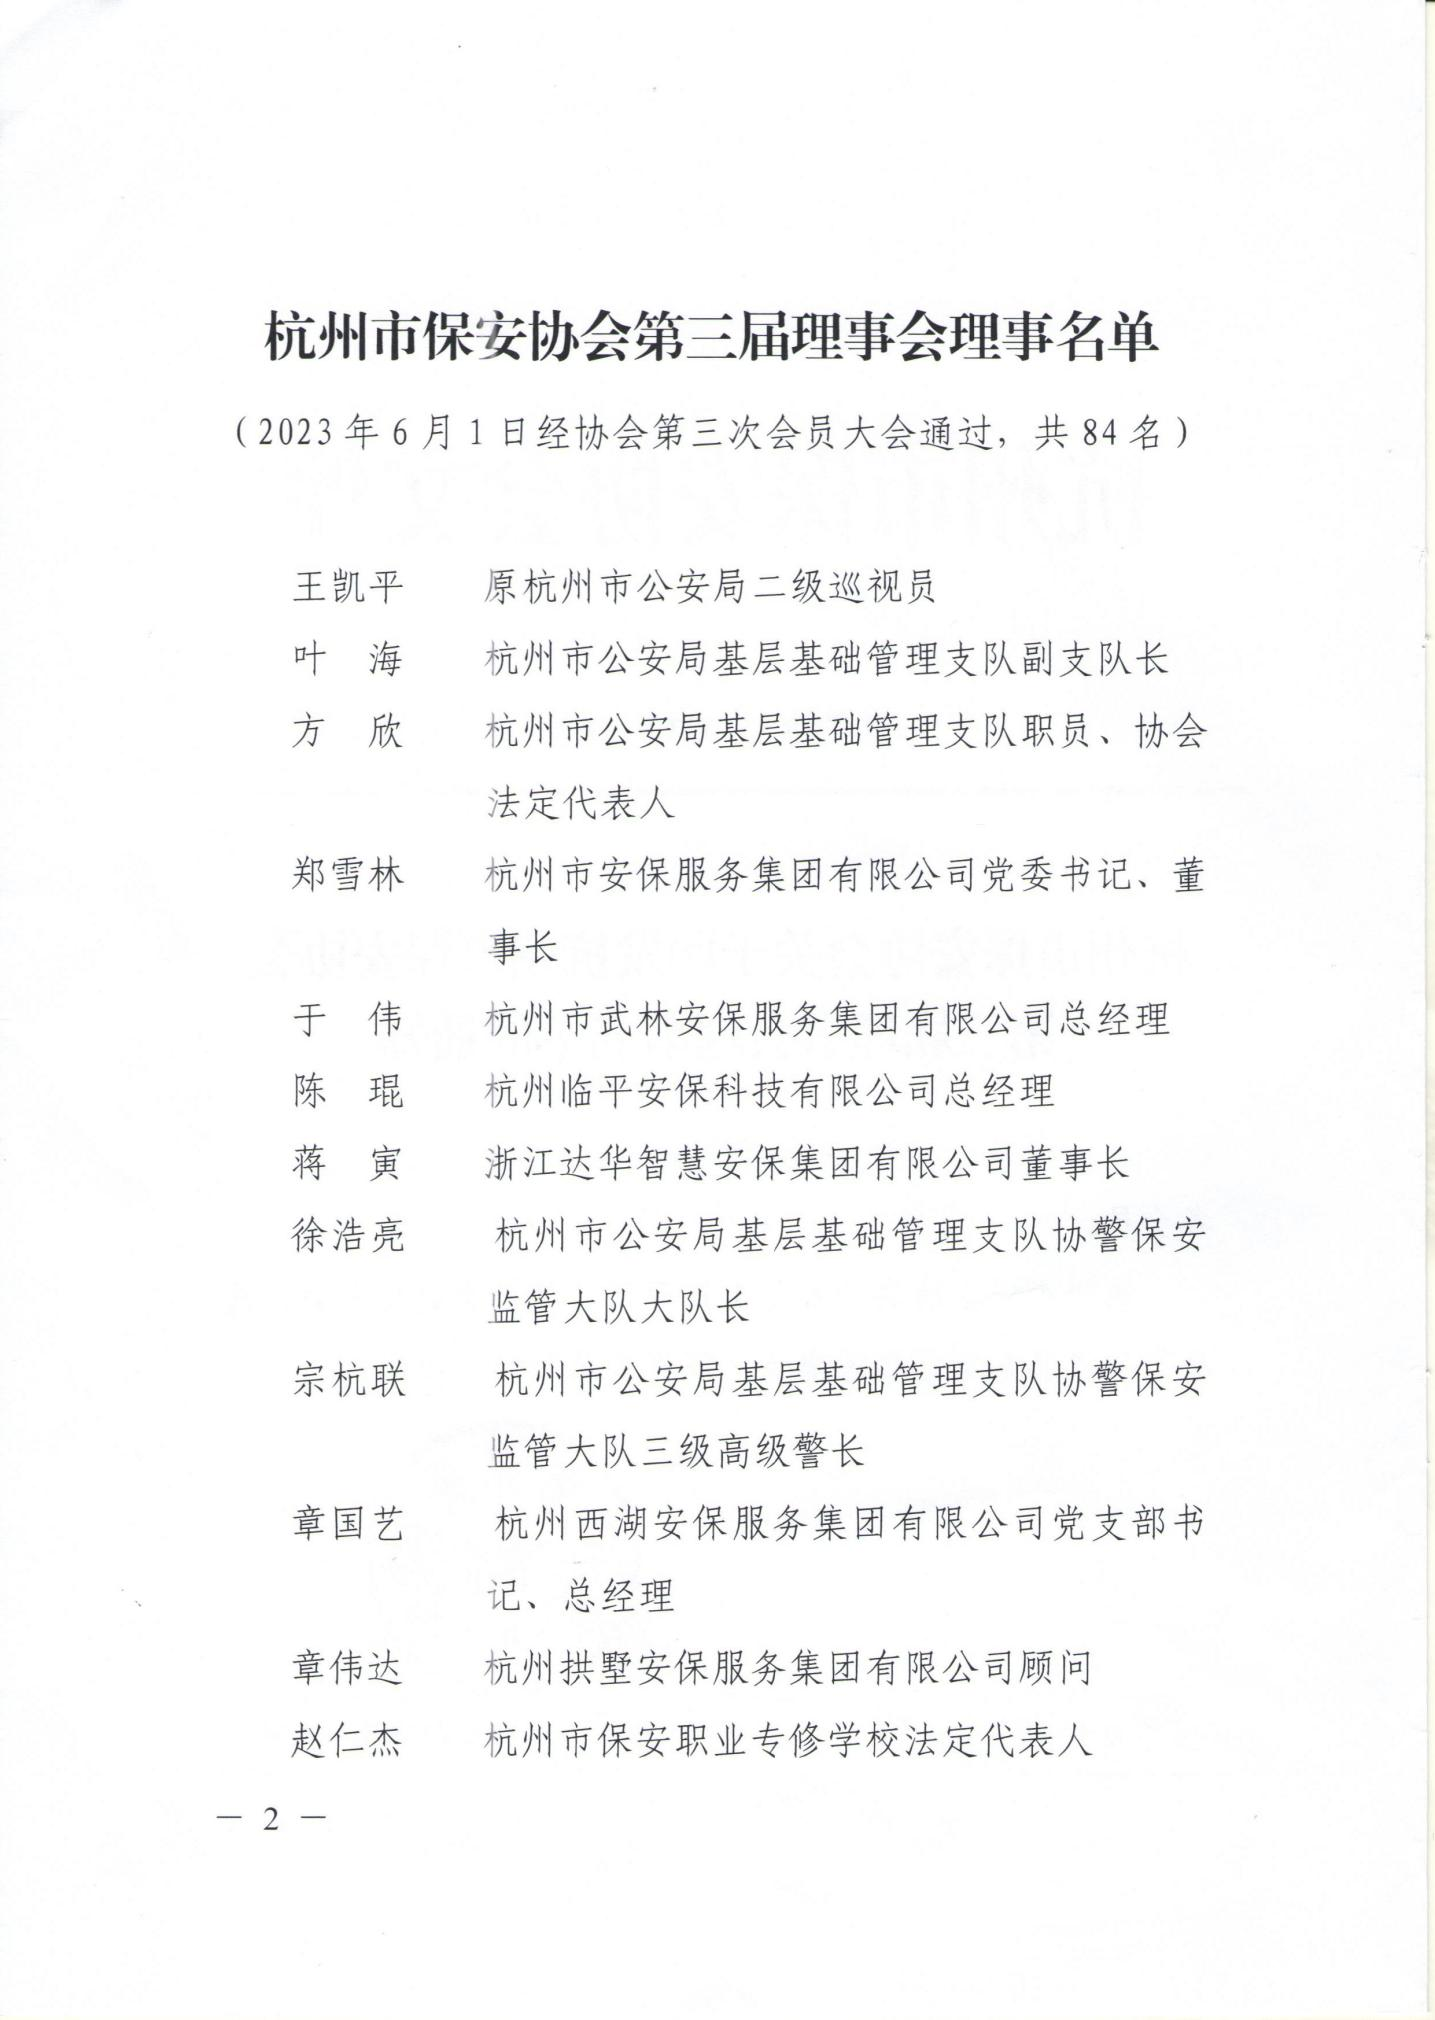 杭州市保安协会第三届理事会理事名单
（2023年6月1日经协会第三次会员大会通过，共84名）
王凯平 原杭州市公安局二级巡视员
叶 海 杭州市公安局基层基础管理支队副支队长
方 欣 杭州市公安局基层基础管理支队职员、协会
法定代表人
郑雪林 杭州市安保服务集团有限公司党委书记、董
事长
于 伟 杭州市武林安保服务集团有限公司总经理
陈 琨 杭州临平安保科技有限公司总经理
蒋 寅 浙江达华智慧安保集团有限公司董事长
徐浩亮 杭州市公安局基层基础管理支队协警保安
监管大队大队长
宗杭联 杭州市公安局基层基础管理支队协警保安
监管大队三级高级警长
章国艺 杭州西湖安保服务集团有限公司党支部书
记、总经理
章伟达 杭州拱墅安保服务集团有限公司顾问
赵仁杰 杭州市保安职业专修学校法定代表人
— 2 —